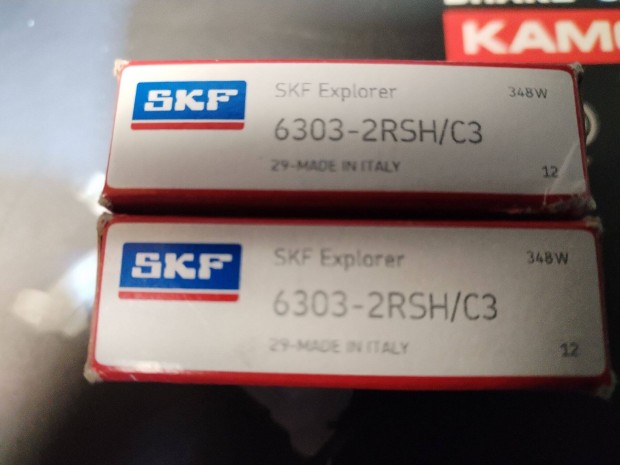 KAMO
SKF
SKF Explorer
348W
6303-2RSH/C3
29-MADE IN ITALY
12
SKF
SKF Explorer
348W
6303-2RSH/C3
29-MADE IN ITALY
12